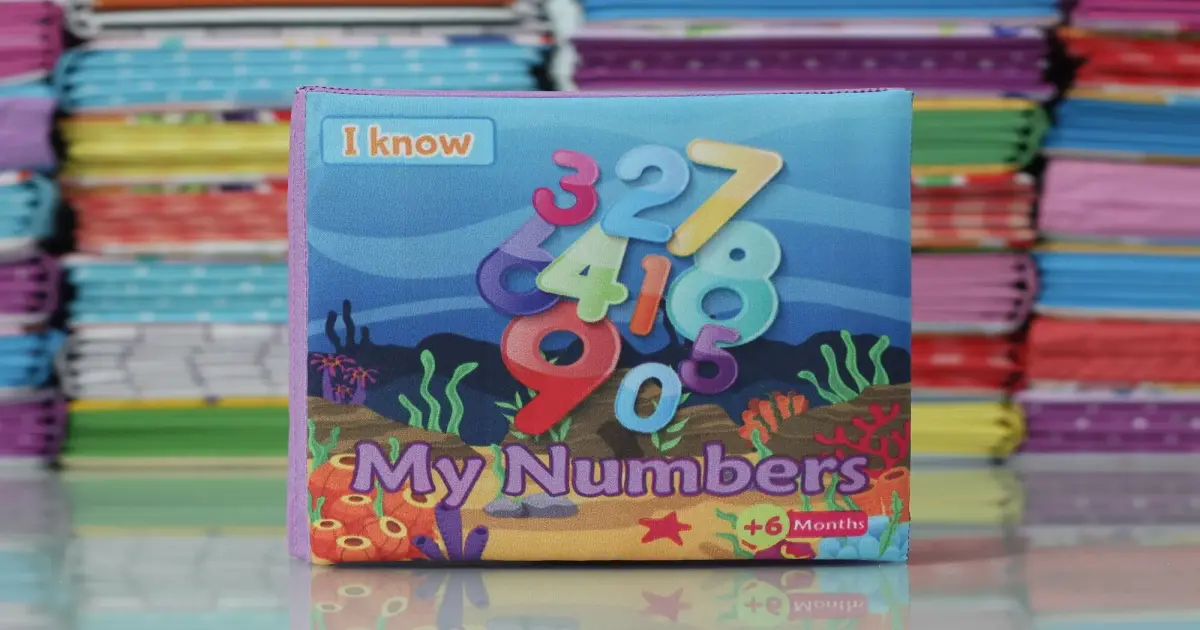 I know
3 2 7
6 4 1 8
9 0 5
My Numbers
+6 Months